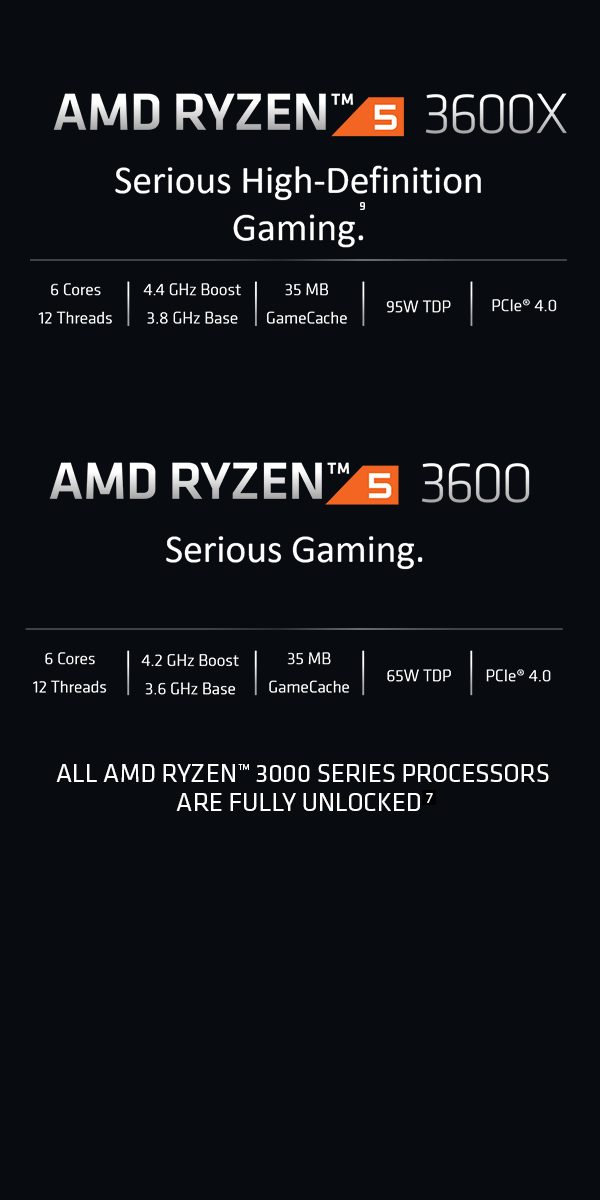 AMD RYZEN™ 5 3600X
Serious High-Definition
Gaming.⁹
6 Cores
12 Threads
4.4 GHz Boost
3.8 GHz Base
35 MB
GameCache
95W TDP
PCIe® 4.0
AMD RYZEN™ 5 3600
Serious Gaming.
6 Cores
12 Threads
4.2 GHz Boost
3.6 GHz Base
35 MB
GameCache
65W TDP
PCIe® 4.0
ALL AMD RYZEN™ 3000 SERIES PROCESSORS
ARE FULLY UNLOCKED⁷